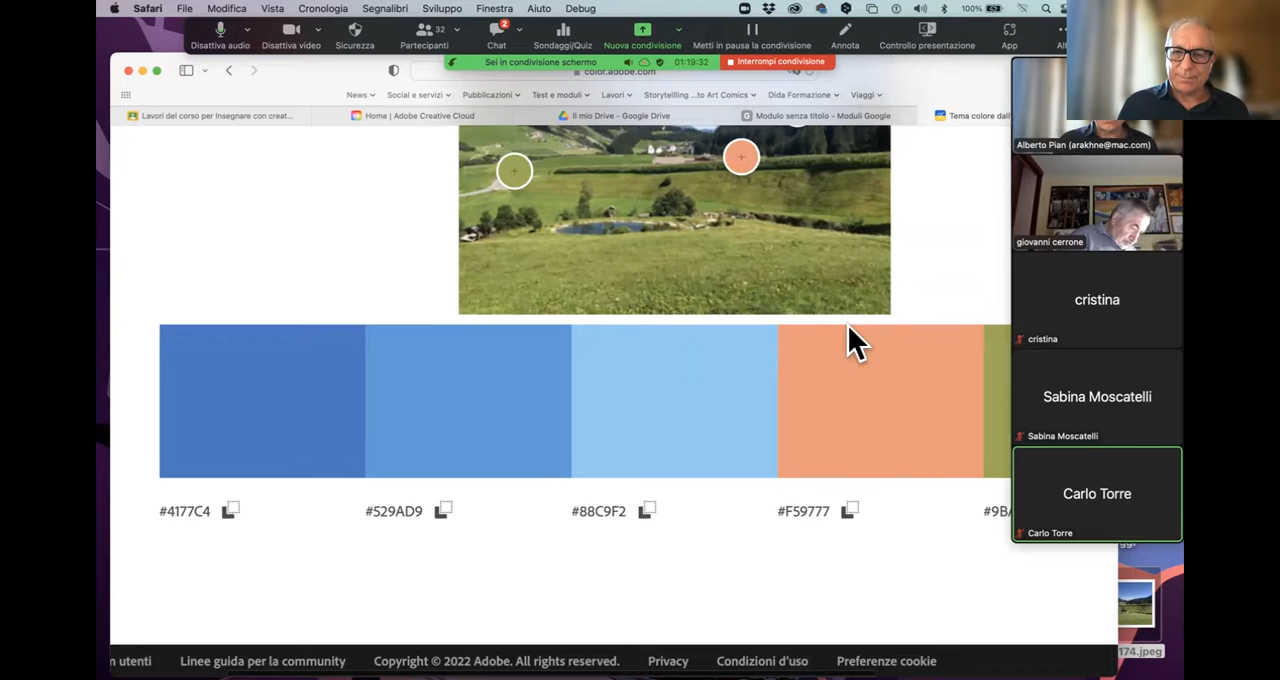 Safari File Modifica Vista Cronologia Segnalibri Sviluppo Finestra Aiuto Debug 100%
2
32
Disattiva audio Disattiva video Sicurezza Partecipanti Chat Sondaggi/Quiz Nuova condivisione Metti in pausa la condivisione Annota Controllo presentazione App
Sei in condivisione schermo 01:19:32 Interrompi condivisione
color.adobe.com
News Social e servizi Pubblicazioni Test e moduli Lavori Storytelling ...to Art Comics Dida Formazione Viaggi
Lavori del corso per Insegnare con creat... Home | Adobe Creative Cloud Il mio Drive - Google Drive Modulo senza titolo - Moduli Google Tema colore dall
Alberto Pian (arakhne@mac.com)
giovanni cerrone
cristina
cristina
Sabina Moscatelli
Sabina Moscatelli
Carlo Torre
Carlo Torre
#4177C4 #529AD9 #88C9F2 #F59777
174.jpeg
n utenti Linee guida per la community Copyright © 2022 Adobe. All rights reserved. Privacy Condizioni d'uso Preferenze cookie